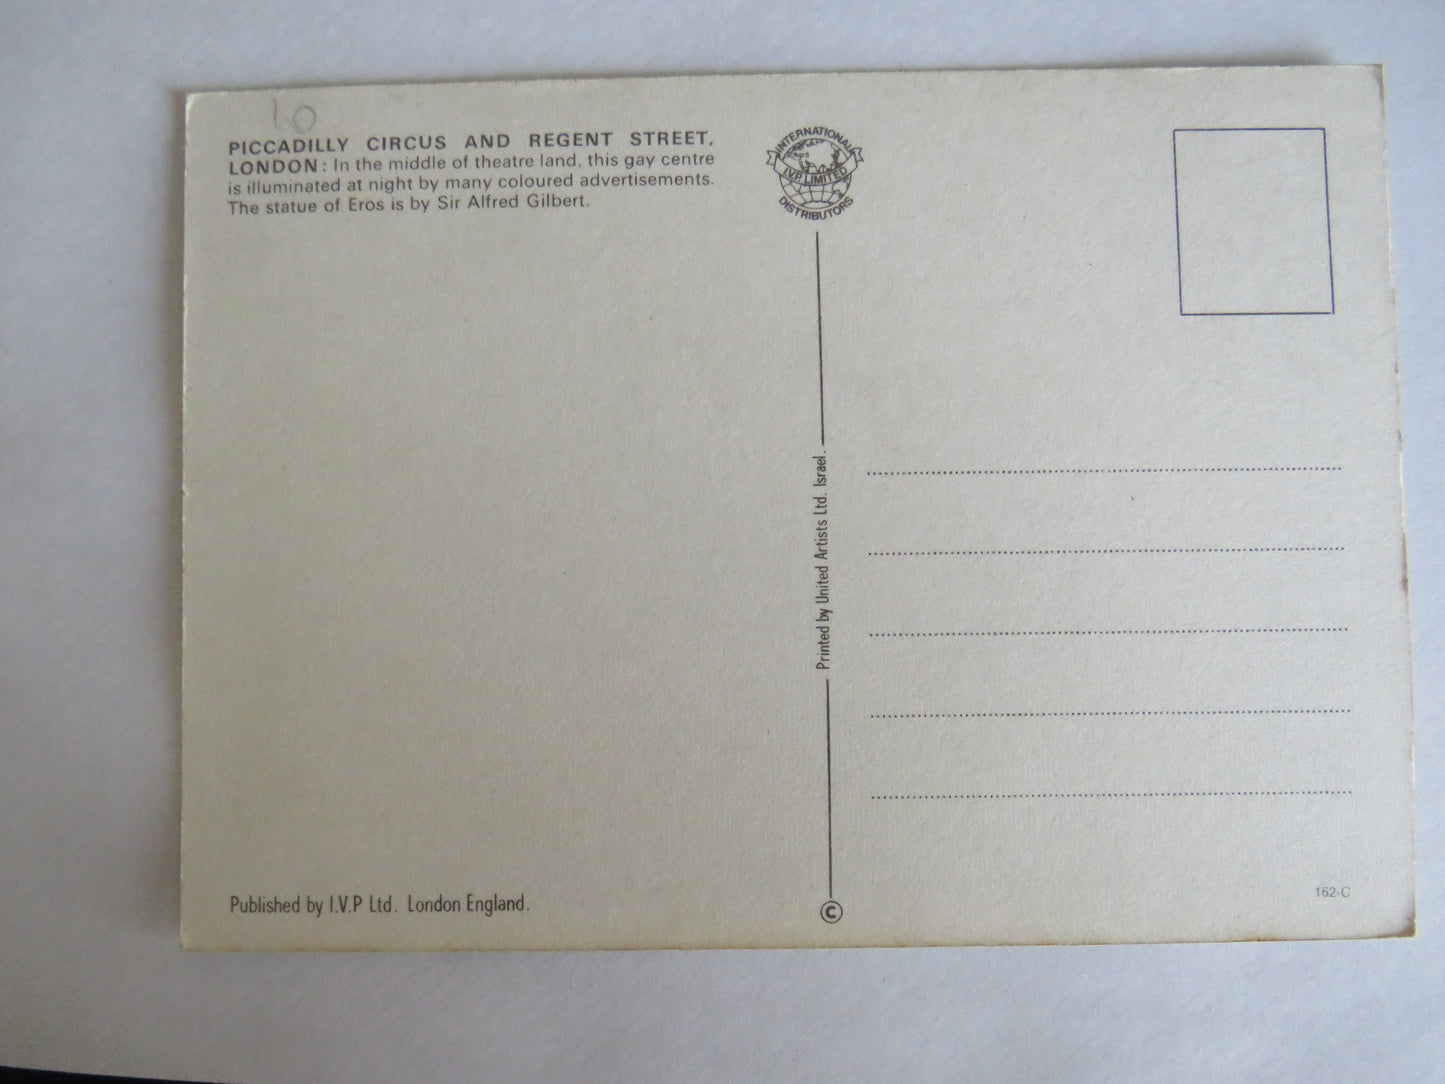 10
PICCADILLY CIRCUS AND REGENT STREET,
LONDON: In the middle of theatre land, this gay centre
is illuminated at night by many coloured advertisements.
The statue of Eros is by Sir Alfred Gilbert.
INTERNATIONAL
I.V.P. LIMITED
DISTRIBUTORS
Printed by United Artists Ltd. Israel.
Published by I.V.P Ltd. London England.
©
162-C